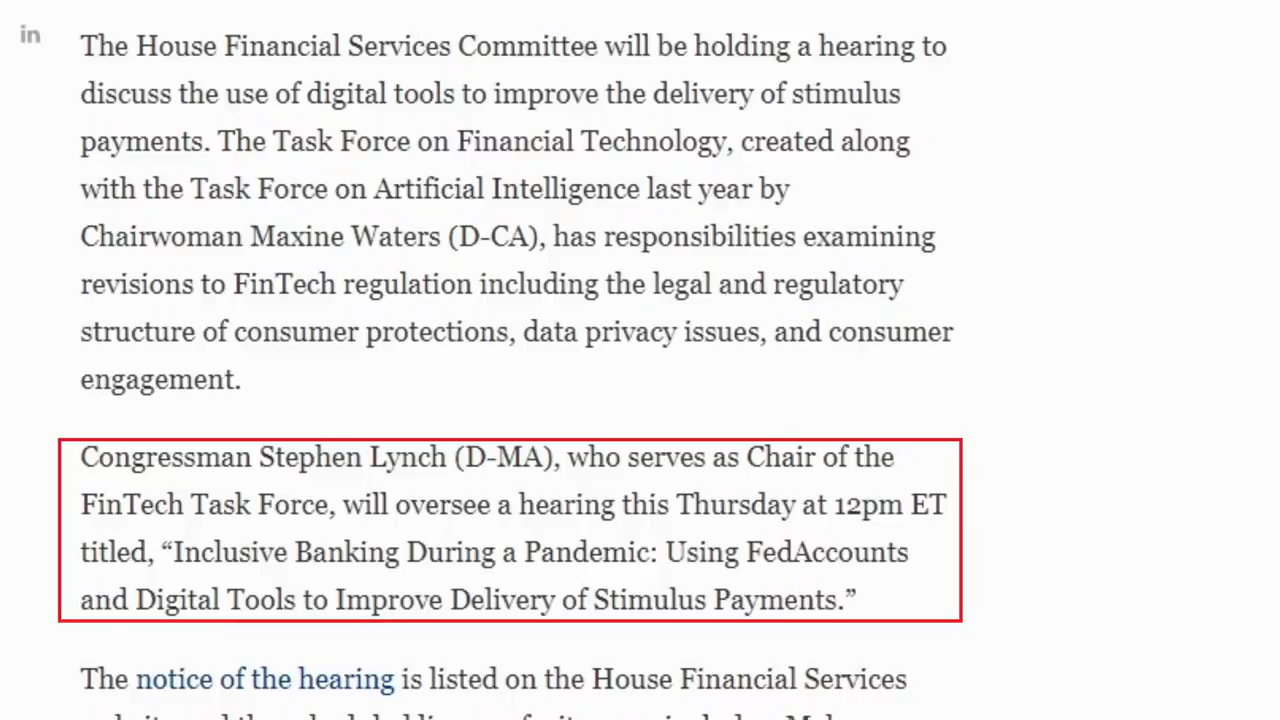 in
The House Financial Services Committee will be holding a hearing to
discuss the use of digital tools to improve the delivery of stimulus
payments. The Task Force on Financial Technology, created along
with the Task Force on Artificial Intelligence last year by
Chairwoman Maxine Waters (D-CA), has responsibilities examining
revisions to FinTech regulation including the legal and regulatory
structure of consumer protections, data privacy issues, and consumer
engagement.
Congressman Stephen Lynch (D-MA), who serves as Chair of the
FinTech Task Force, will oversee a hearing this Thursday at 12pm ET
titled, “Inclusive Banking During a Pandemic: Using FedAccounts
and Digital Tools to Improve Delivery of Stimulus Payments.”
The notice of the hearing is listed on the House Financial Services